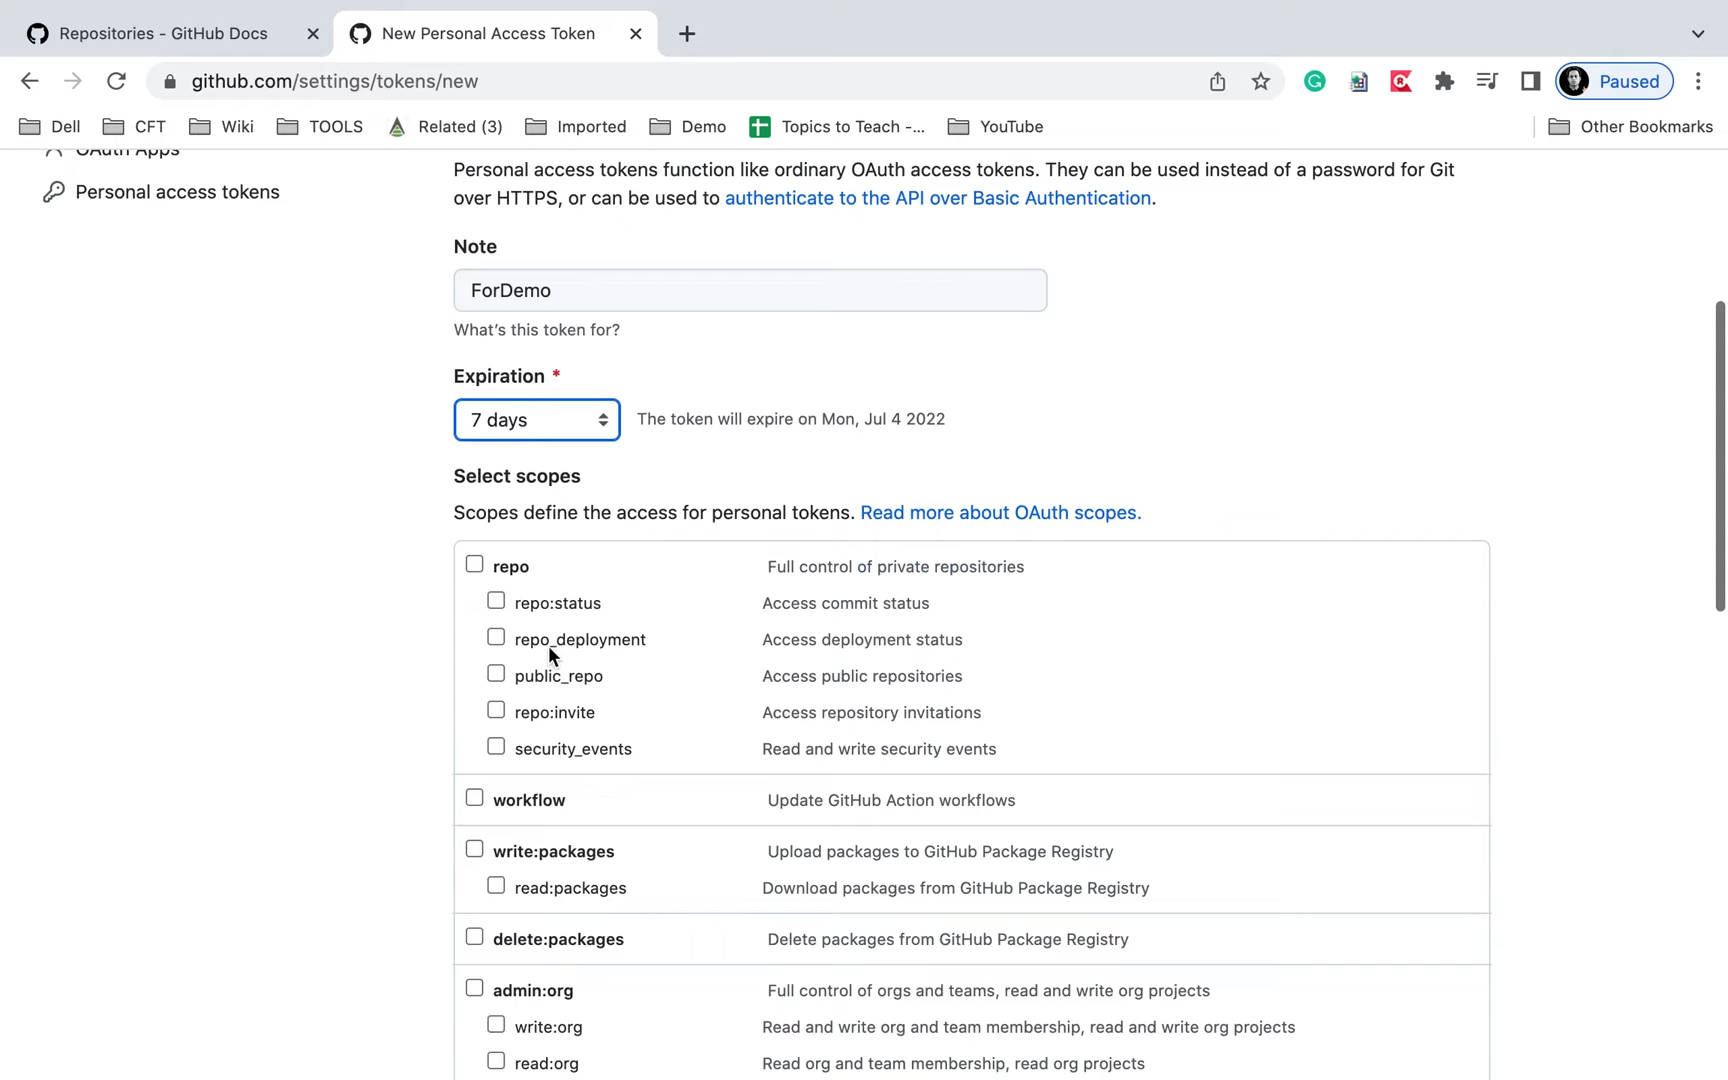 Repositories - GitHub Docs
New Personal Access Token
github.com/settings/tokens/new
Paused
Dell
CFT
Wiki
TOOLS
Related (3)
Imported
Demo
Topics to Teach -...
YouTube
Other Bookmarks
OAuth Apps
Personal access tokens
Personal access tokens function like ordinary OAuth access tokens. They can be used instead of a password for Git
over HTTPS, or can be used to authenticate to the API over Basic Authentication.
Note
ForDemo
What's this token for?
Expiration *
7 days
The token will expire on Mon, Jul 4 2022
Select scopes
Scopes define the access for personal tokens. Read more about OAuth scopes.
repo Full control of private repositories
repo:status Access commit status
repo_deployment Access deployment status
public_repo Access public repositories
repo:invite Access repository invitations
security_events Read and write security events
workflow Update GitHub Action workflows
write:packages Upload packages to GitHub Package Registry
read:packages Download packages from GitHub Package Registry
delete:packages Delete packages from GitHub Package Registry
admin:org Full control of orgs and teams, read and write org projects
write:org Read and write org and team membership, read and write org projects
read:org Read org and team membership, read org projects